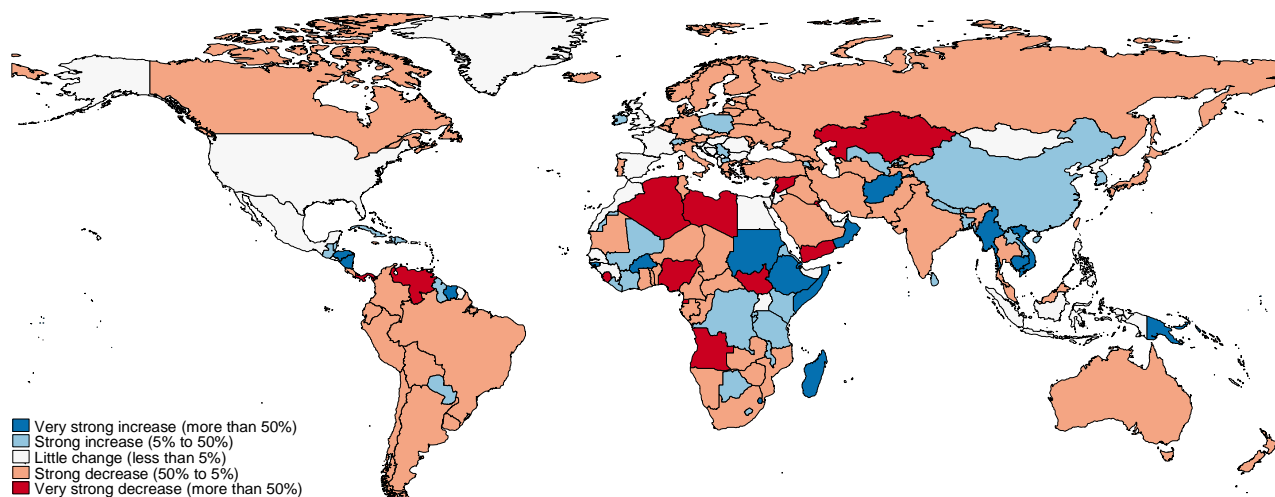 Very strong increase (more than 50%)
Strong increase (5% to 50%)
Little change (less than 5%)
Strong decrease (50% to 5%)
Very strong decrease (more than 50%)